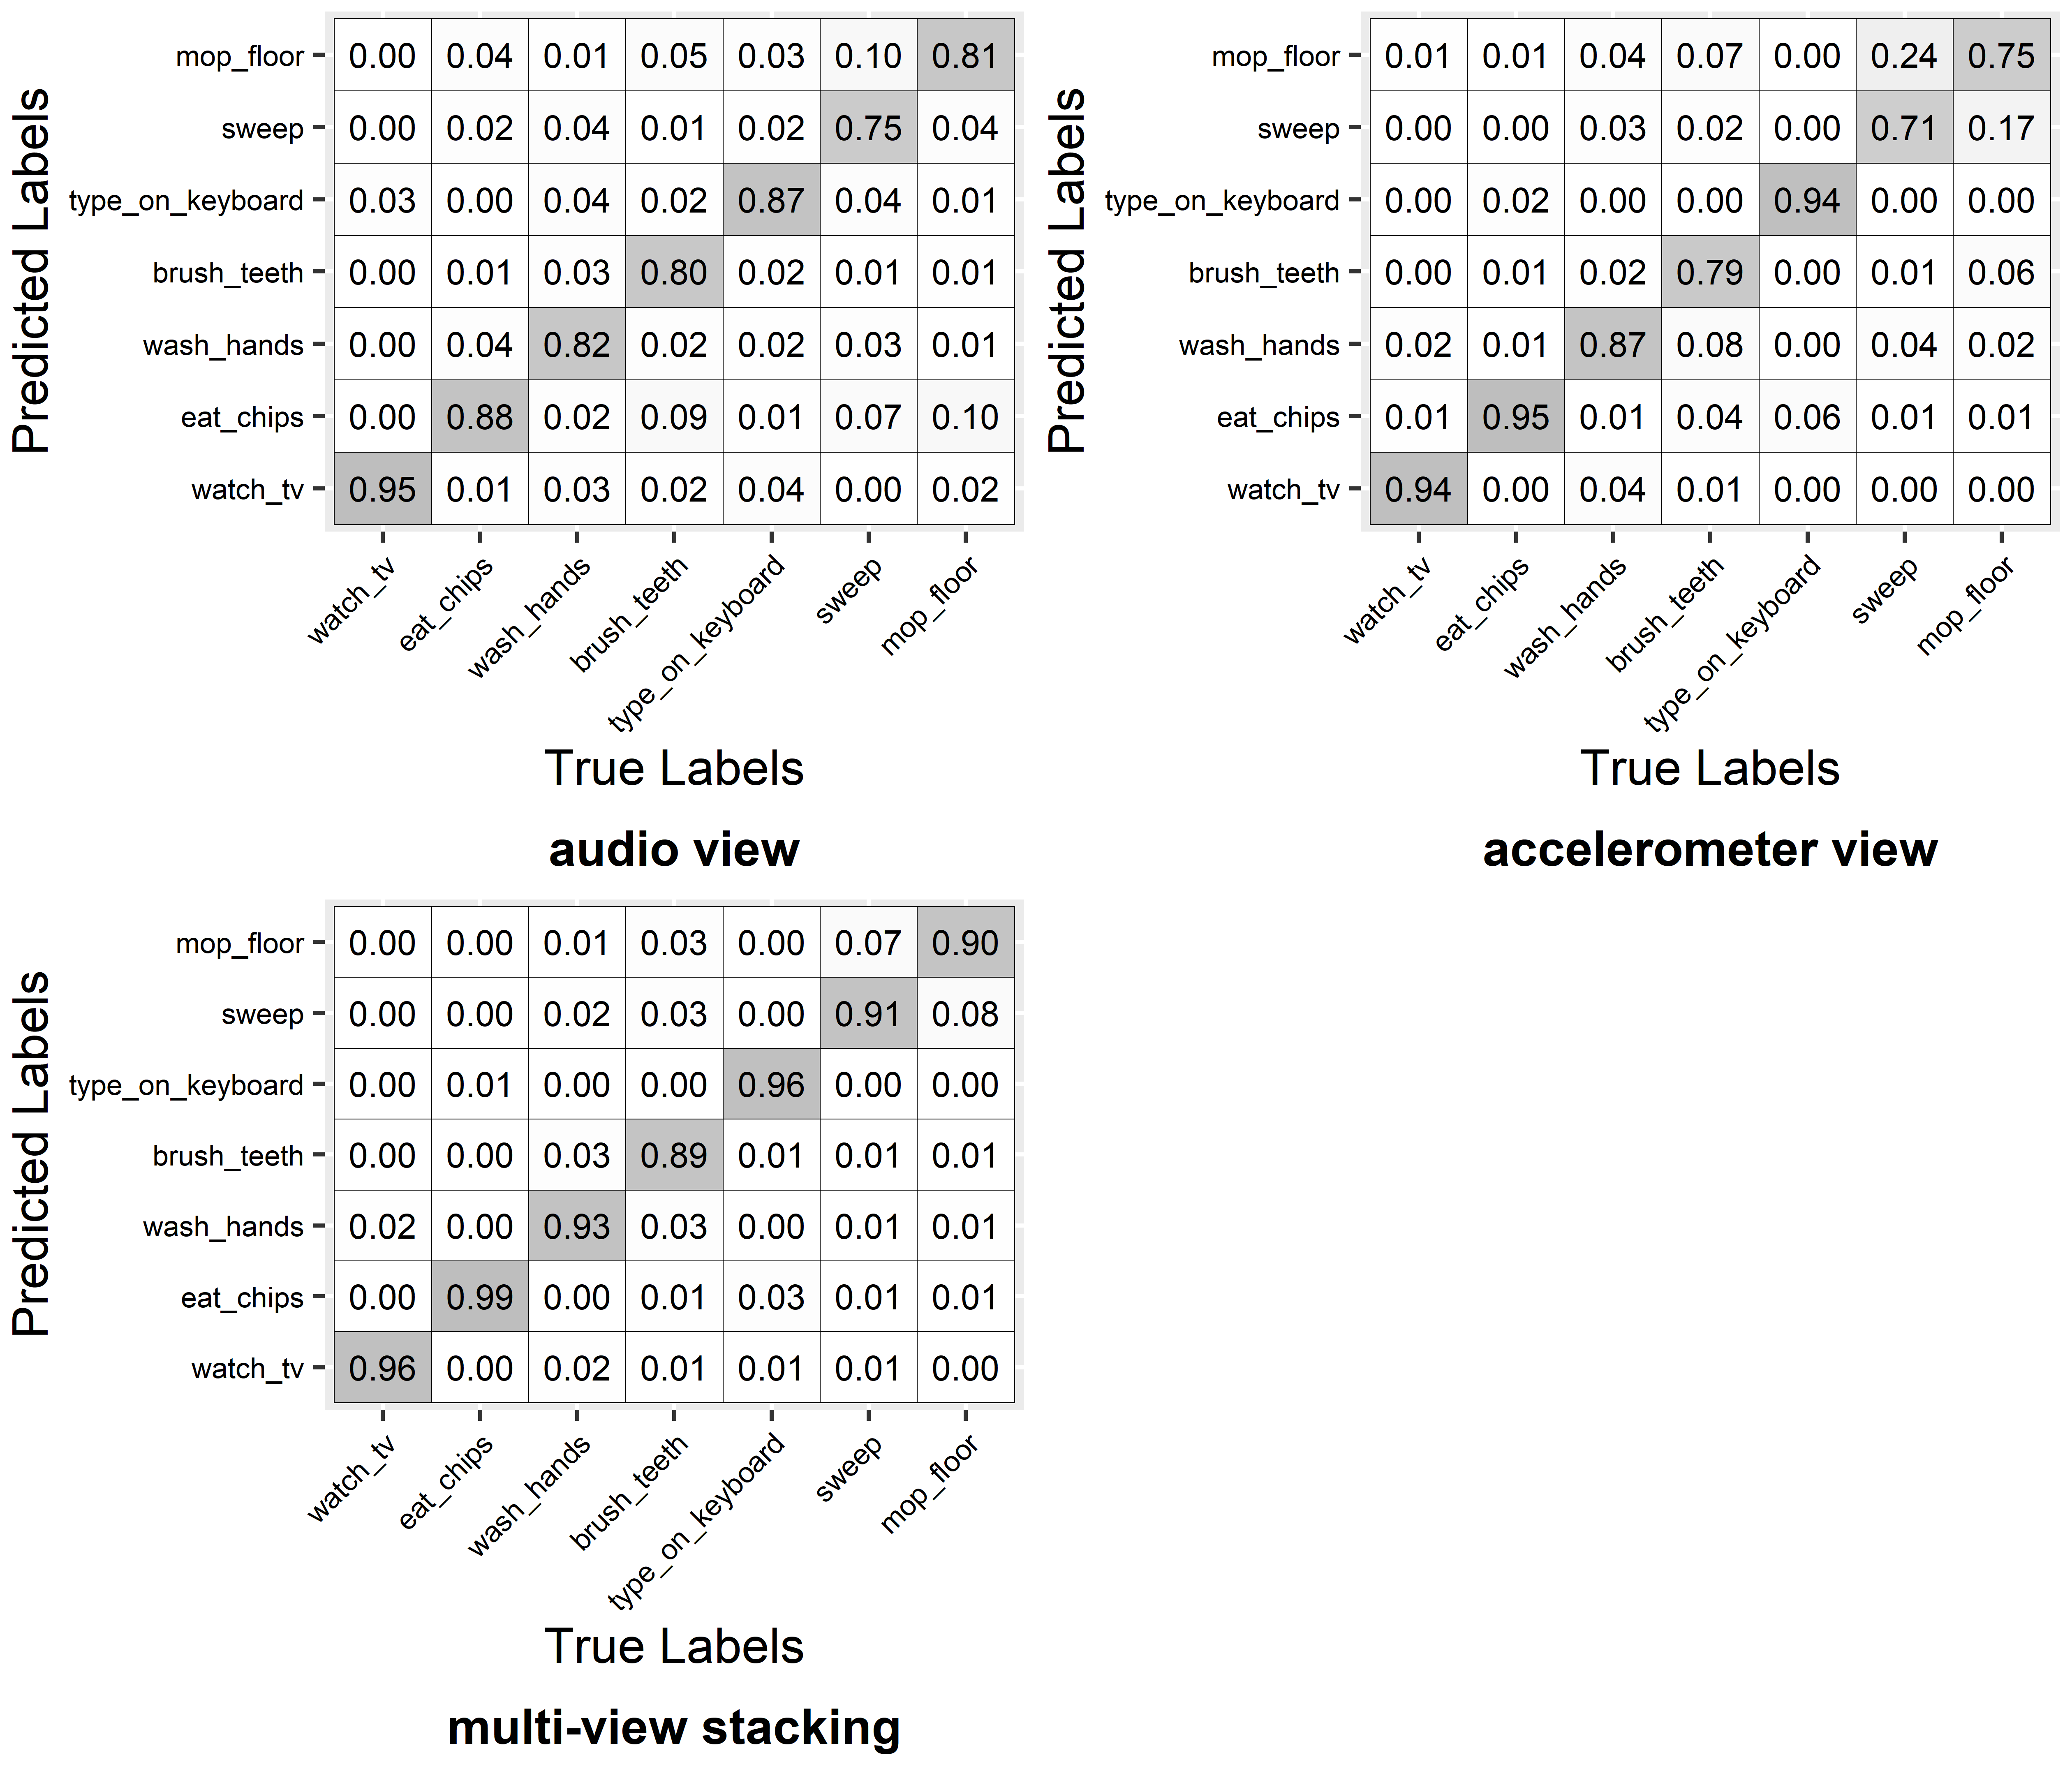 Predicted Labels
mop_floor 0.00 0.04 0.01 0.05 0.03 0.10 0.81
sweep 0.00 0.02 0.04 0.01 0.02 0.75 0.04
type_on_keyboard 0.03 0.00 0.04 0.02 0.87 0.04 0.01
brush_teeth 0.00 0.01 0.03 0.80 0.02 0.01 0.01
wash_hands 0.00 0.04 0.82 0.02 0.02 0.03 0.01
eat_chips 0.00 0.88 0.02 0.09 0.01 0.07 0.10
watch_tv 0.95 0.01 0.03 0.02 0.04 0.00 0.02
watch_tv
eat_chips
wash_hands
brush_teeth
type_on_keyboard
sweep
mop_floor
True Labels
audio view
Predicted Labels
mop_floor 0.01 0.01 0.04 0.07 0.00 0.24 0.75
sweep 0.00 0.00 0.03 0.02 0.00 0.71 0.17
type_on_keyboard 0.00 0.02 0.00 0.00 0.94 0.00 0.00
brush_teeth 0.00 0.01 0.02 0.79 0.00 0.01 0.06
wash_hands 0.02 0.01 0.87 0.08 0.00 0.04 0.02
eat_chips 0.01 0.95 0.01 0.04 0.06 0.01 0.01
watch_tv 0.94 0.00 0.04 0.01 0.00 0.00 0.00
watch_tv
eat_chips
wash_hands
brush_teeth
type_on_keyboard
sweep
mop_floor
True Labels
accelerometer view
Predicted Labels
mop_floor 0.00 0.00 0.01 0.03 0.00 0.07 0.90
sweep 0.00 0.00 0.02 0.03 0.00 0.91 0.08
type_on_keyboard 0.00 0.01 0.00 0.00 0.96 0.00 0.00
brush_teeth 0.00 0.00 0.03 0.89 0.01 0.01 0.01
wash_hands 0.02 0.00 0.93 0.03 0.00 0.01 0.01
eat_chips 0.00 0.99 0.00 0.01 0.03 0.01 0.01
watch_tv 0.96 0.00 0.02 0.01 0.01 0.01 0.00
watch_tv
eat_chips
wash_hands
brush_teeth
type_on_keyboard
sweep
mop_floor
True Labels
multi-view stacking